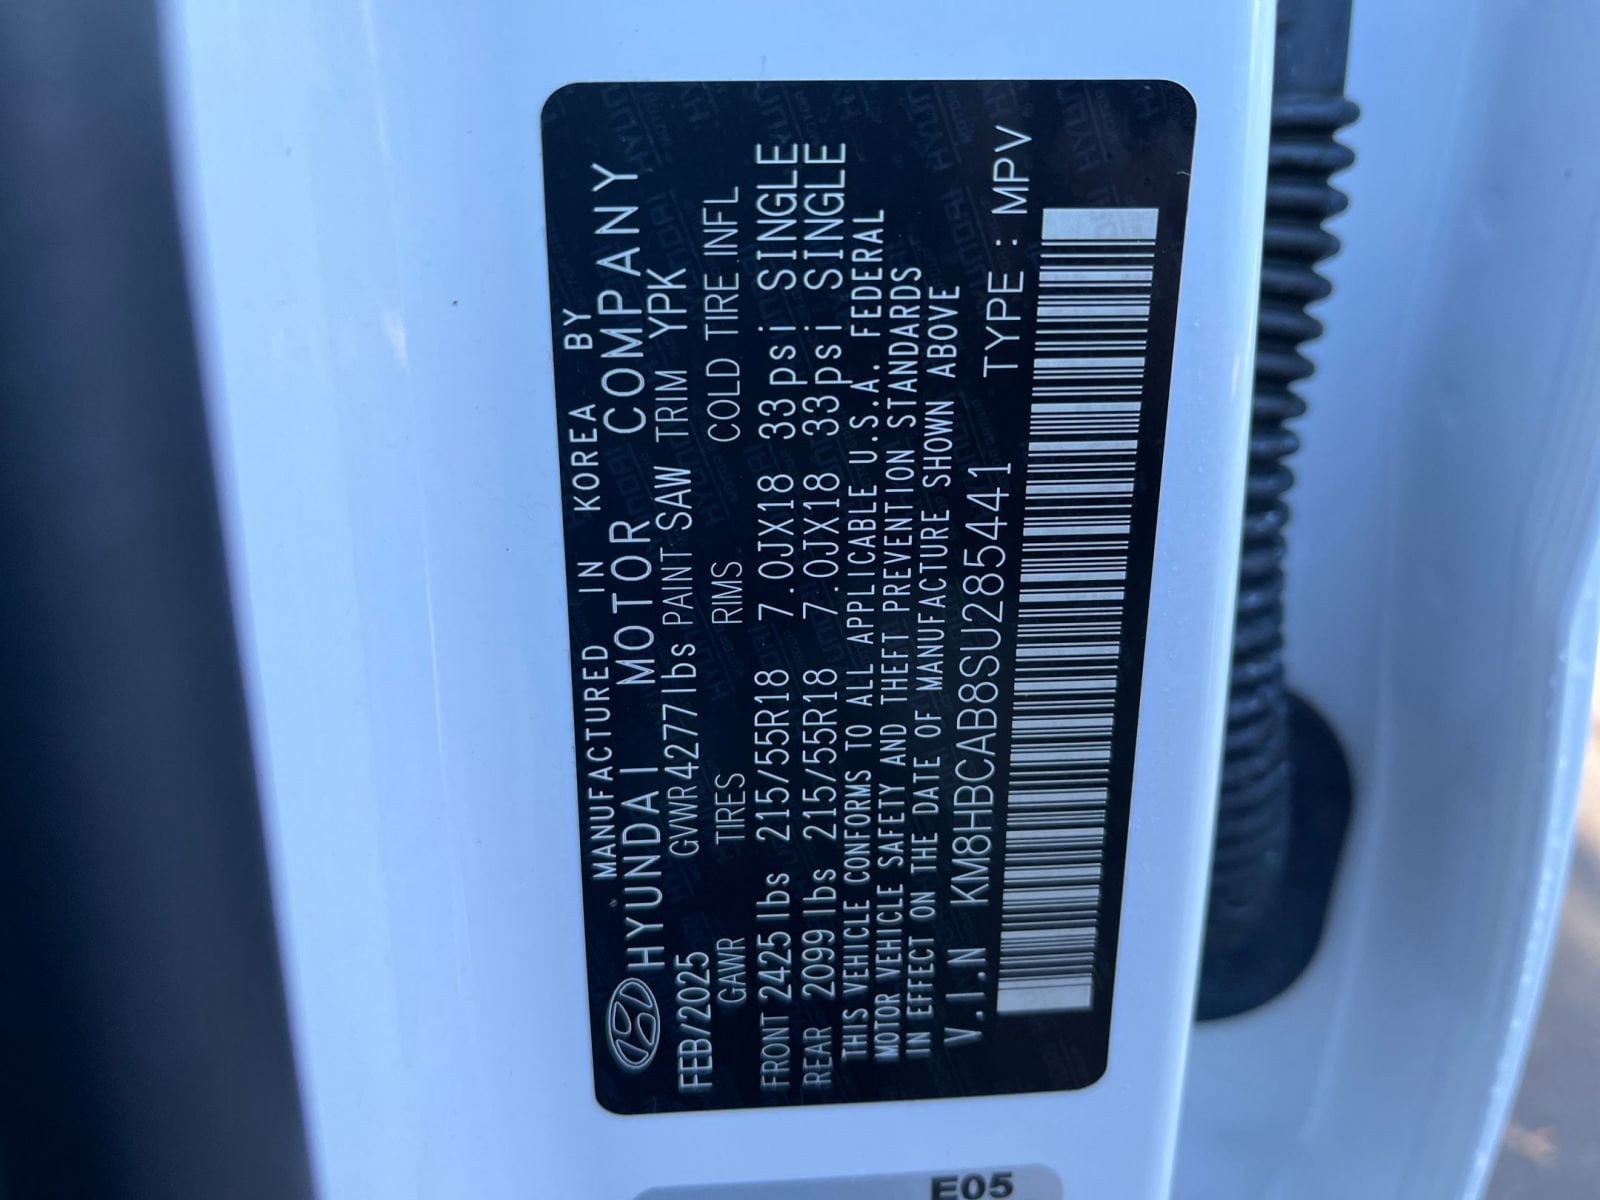 MANUFACTURED IN KOREA BY
HYUNDAI MOTOR COMPANY
FEB/2025 GVWR4277lbs PAINT SAW TRIM YPK
GAWR TIRES RIMS COLD TIRE INFL
FRONT 2425lbs 215/55R18 7.0JX18 33psi SINGLE
REAR 2099lbs 215/55R18 7.0JX18 33psi SINGLE
THIS VEHICLE CONFORMS TO ALL APPLICABLE U.S.A. FEDERAL
MOTOR VEHICLE SAFETY AND THEFT PREVENTION STANDARDS
IN EFFECT ON THE DATE OF MANUFACTURE SHOWN ABOVE
V.I.N KM8HBCAB8SU285441 TYPE: MPV
E05